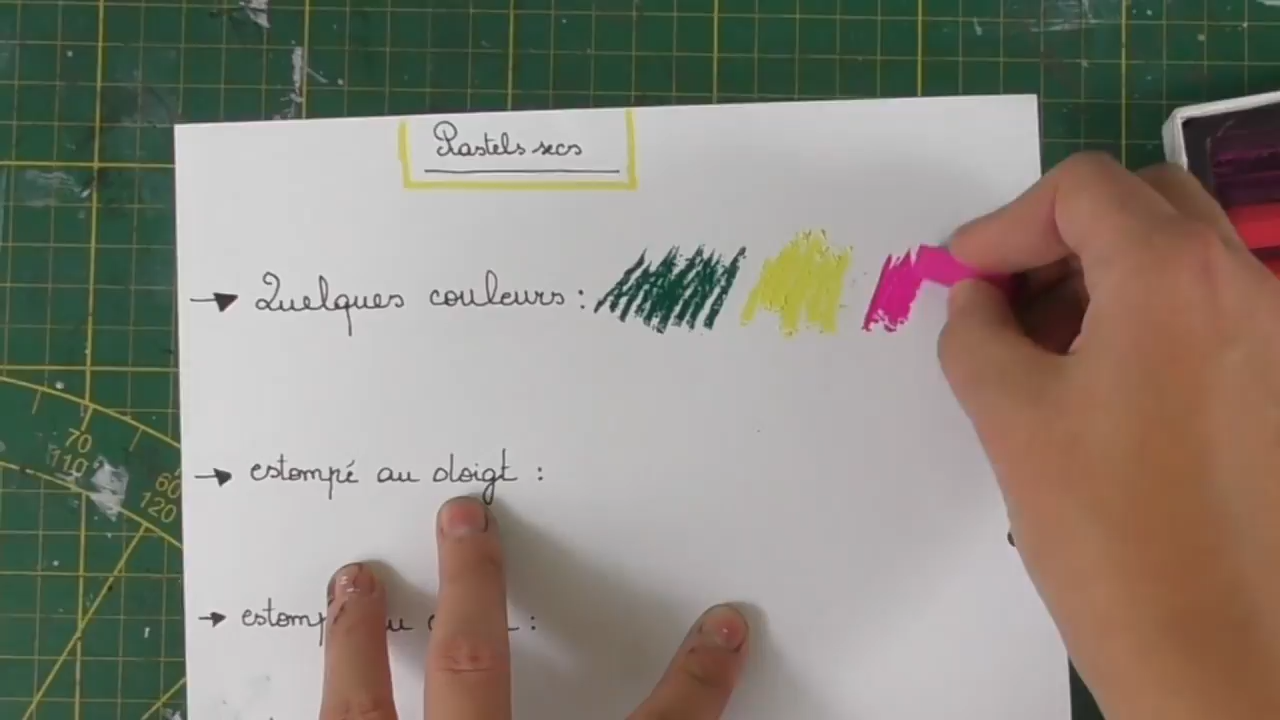 Pastels secs
→ Quelques couleurs :
→ estompé au doigt :
→ :
70
110
60
120